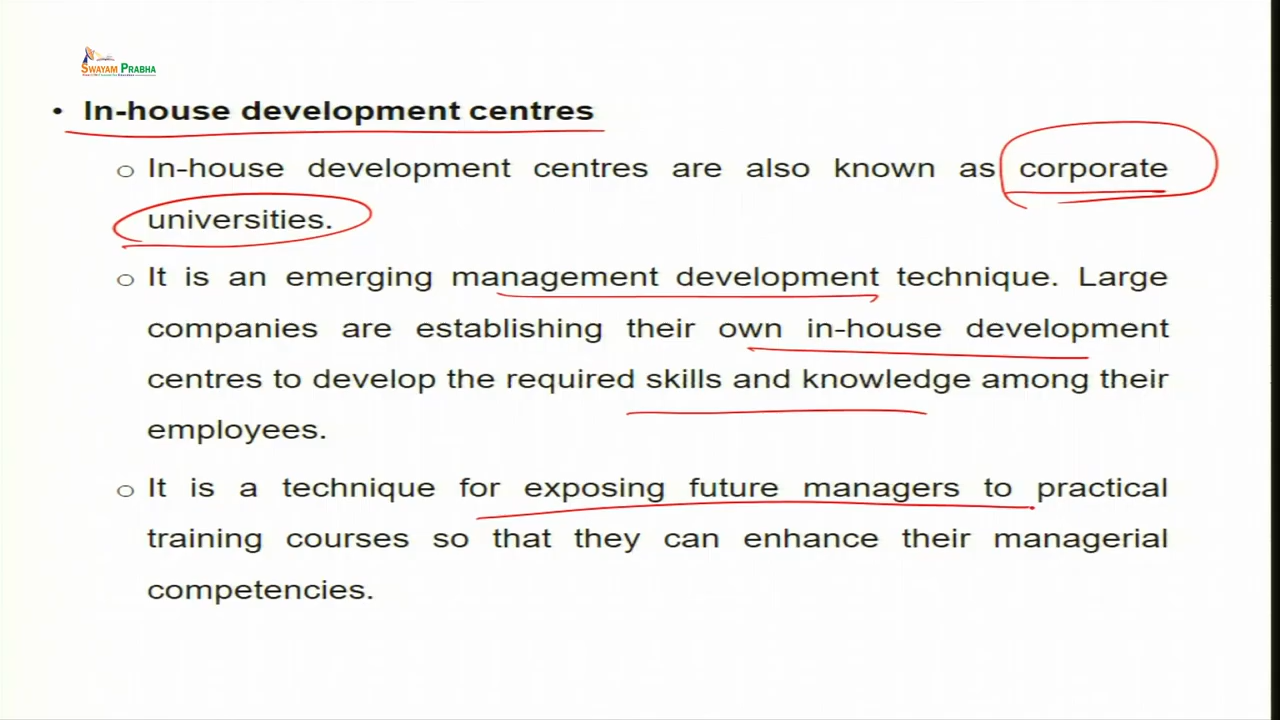 SWAYAM PRABHA
• In-house development centres
o In-house development centres are also known as corporate
universities.
o It is an emerging management development technique. Large
companies are establishing their own in-house development
centres to develop the required skills and knowledge among their
employees.
o It is a technique for exposing future managers to practical
training courses so that they can enhance their managerial
competencies.